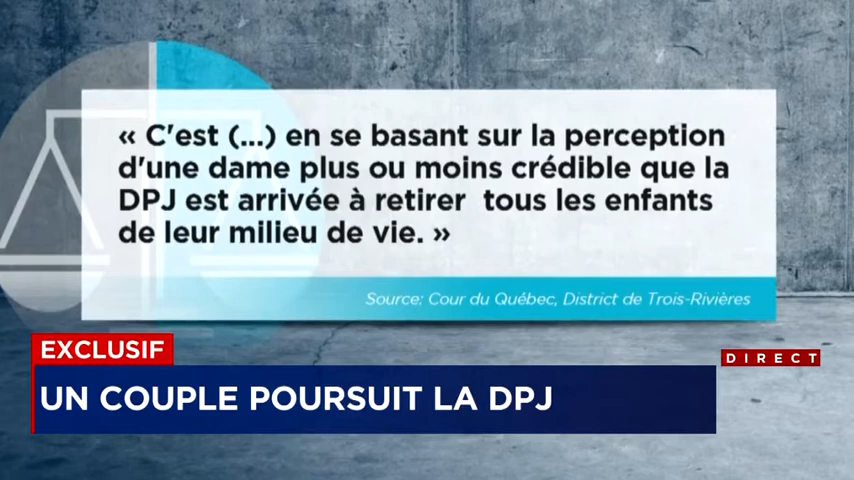 « C'est (...) en se basant sur la perception
d'une dame plus ou moins crédible que la
DPJ est arrivée à retirer tous les enfants
de leur milieu de vie. »
Source: Cour du Québec, District de Trois-Rivières
EXCLUSIF
DIRECT
UN COUPLE POURSUIT LA DPJ